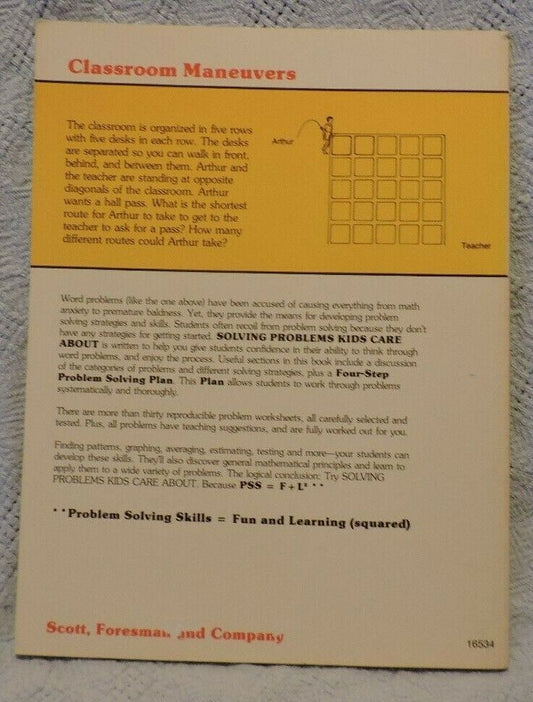 Classroom Maneuvers
The classroom is organized in five rows
with five desks in each row. The desks
are separated so you can walk in front,
behind, and between them. Arthur and
the teacher are standing at opposite
diagonals of the classroom. Arthur
wants a hall pass. What is the shortest
route for Arthur to take to get to the
teacher to ask for a pass? How many
different routes could Arthur take?
Arthur
Teacher
Word problems (like the one above) have been accused of causing everything from math
anxiety to premature baldness. Yet, they provide the means for developing problem
solving strategies and skills. Students often recoil from problem solving because they don't
have any strategies for getting started. SOLVING PROBLEMS KIDS CARE
ABOUT is written to help you give students confidence in their ability to think through
word problems, and enjoy the process. Useful sections in this book include a discussion
of the categories of problems and different solving strategies, plus a Four-Step
Problem Solving Plan. This Plan allows students to work through problems
systematically and thoroughly.
There are more than thirty reproducible problem worksheets, all carefully selected and
tested. Plus, all problems have teaching suggestions, and are fully worked out for you.
Finding patterns, graphing, averaging, estimating, testing and more—your students can
develop these skills. They'll also discover general mathematical principles and learn to
apply them to a wide variety of problems. The logical conclusion: Try SOLVING
PROBLEMS KIDS CARE ABOUT. Because PSS = F + L² **
**Problem Solving Skills = Fun and Learning (squared)
Scott, Foresman and Company
16534